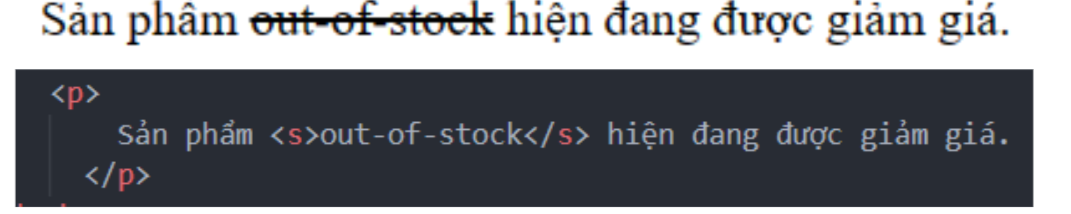 Sản phẩm out-of-stock hiện đang được giảm giá.
<p>
Sản phẩm <s>out-of-stock</s> hiện đang được giảm giá.
</p>